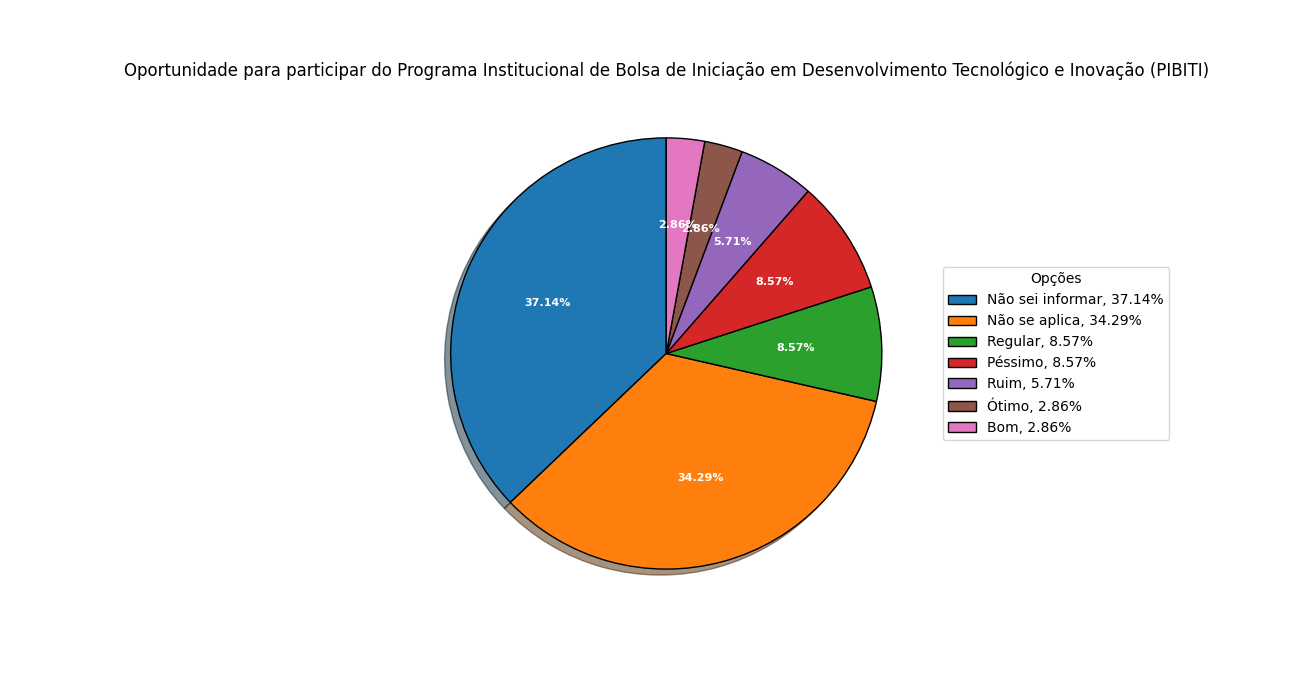 Oportunidade para participar do Programa Institucional de Bolsa de Iniciação em Desenvolvimento Tecnológico e Inovação (PIBITI)
2.86%
2.86%
5.71%
8.57%
37.14%
8.57%
34.29%
Opções
Não sei informar, 37.14%
Não se aplica, 34.29%
Regular, 8.57%
Péssimo, 8.57%
Ruim, 5.71%
Ótimo, 2.86%
Bom, 2.86%